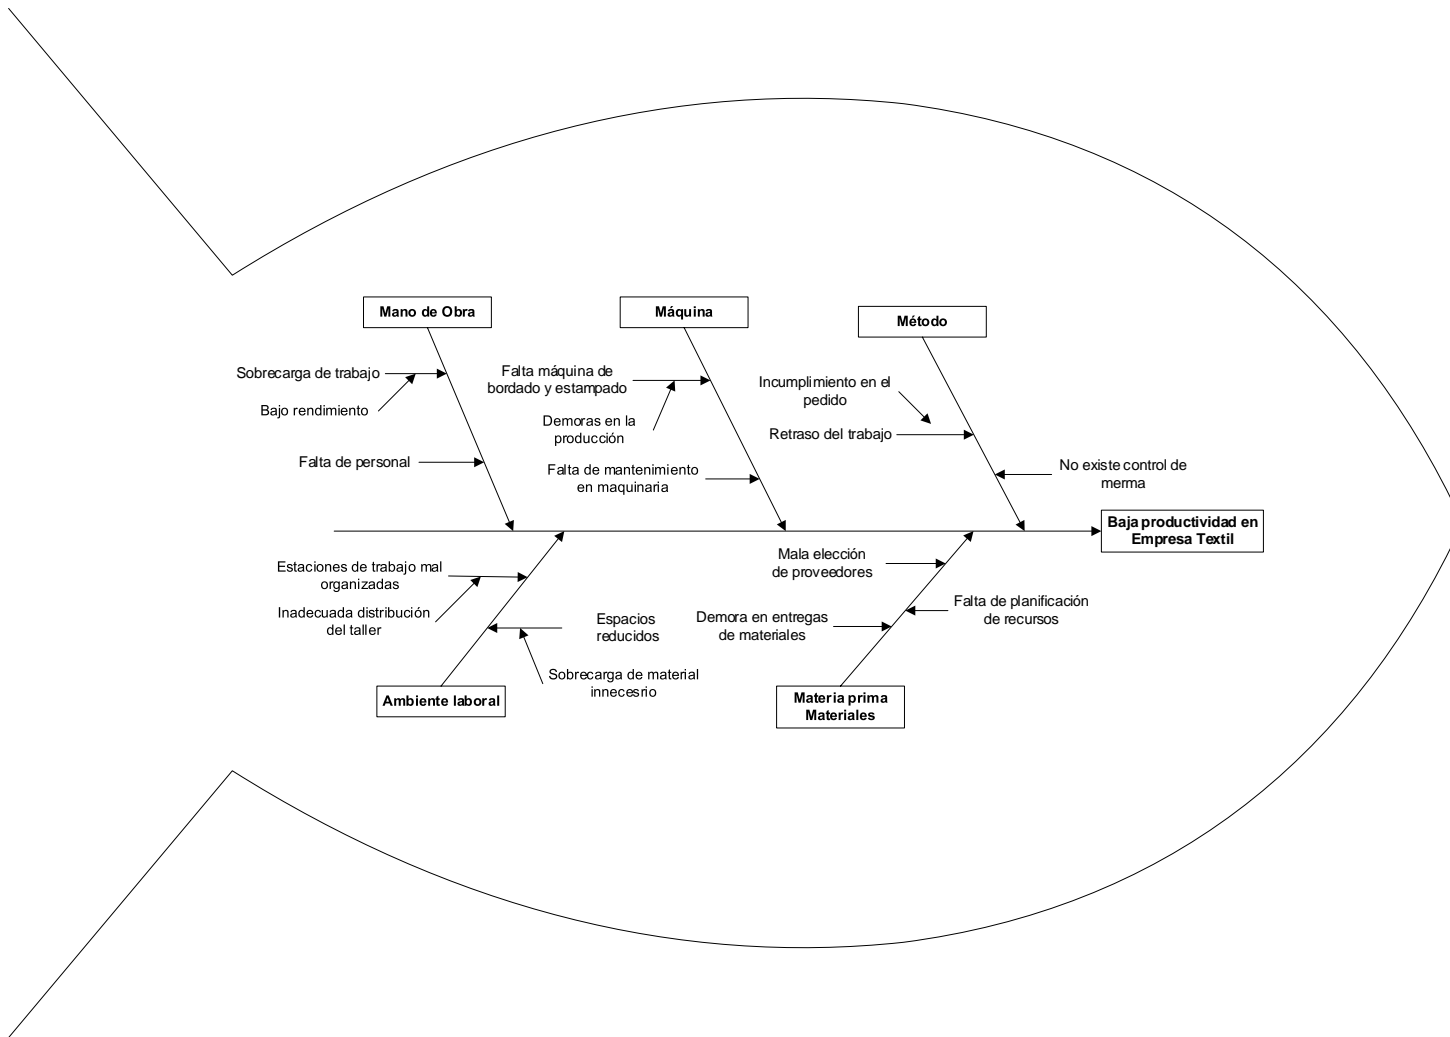 Mano de Obra
Máquina
Método
Sobrecarga de trabajo
Bajo rendimiento
Falta de personal
Falta máquina de
bordado y estampado
Demoras en la
producción
Falta de mantenimiento
en maquinaria
Incumplimiento en el
pedido
Retraso del trabajo
No existe control de
merma
Baja productividad en
Empresa Textil
Estaciones de trabajo mal
organizadas
Inadecuada distribución
del taller
Espacios
reducidos
Sobrecarga de material
innecesrio
Ambiente laboral
Mala elección
de proveedores
Demora en entregas
de materiales
Falta de planificación
de recursos
Materia prima
Materiales